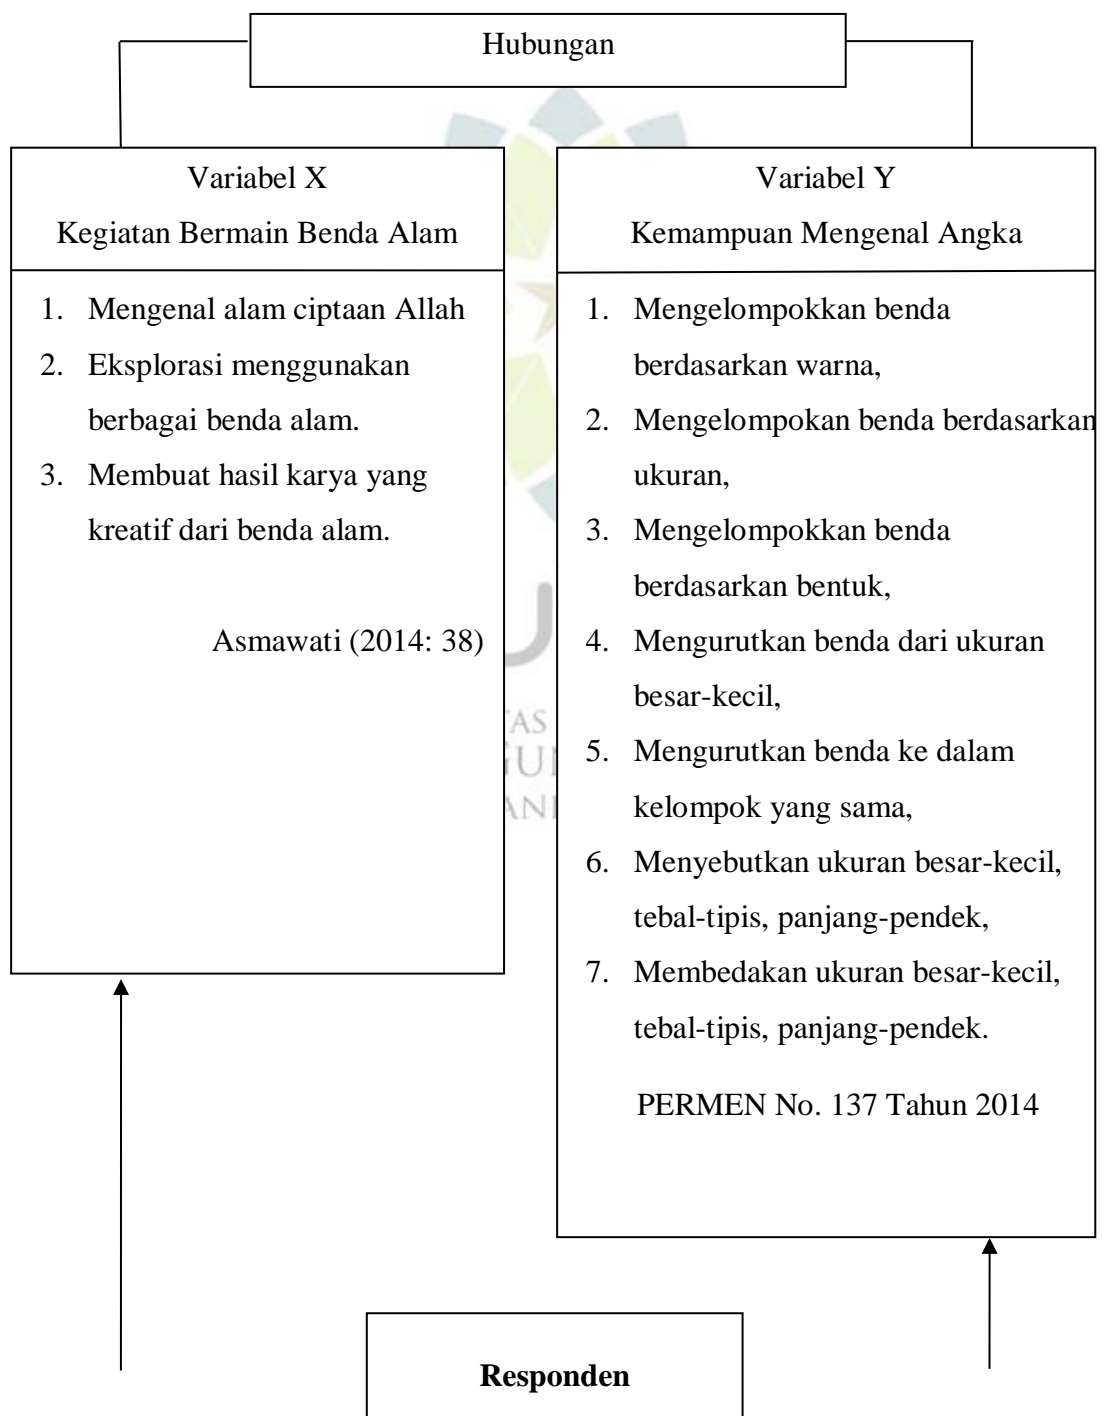 Hubungan
Variabel X
Kegiatan Bermain Benda Alam
1. Mengenal alam ciptaan Allah
2. Eksplorasi menggunakan
berbagai benda alam.
3. Membuat hasil karya yang
kreatif dari benda alam.
Asmawati (2014: 38)
Variabel Y
Kemampuan Mengenal Angka
1. Mengelompokkan benda
berdasarkan warna,
2. Mengelompokan benda berdasarkan
ukuran,
3. Mengelompokkan benda
berdasarkan bentuk,
4. Mengurutkan benda dari ukuran
besar-kecil,
5. Mengurutkan benda ke dalam
kelompok yang sama,
6. Menyebutkan ukuran besar-kecil,
tebal-tipis, panjang-pendek,
7. Membedakan ukuran besar-kecil,
tebal-tipis, panjang-pendek.
PERMEN No. 137 Tahun 2014
Responden